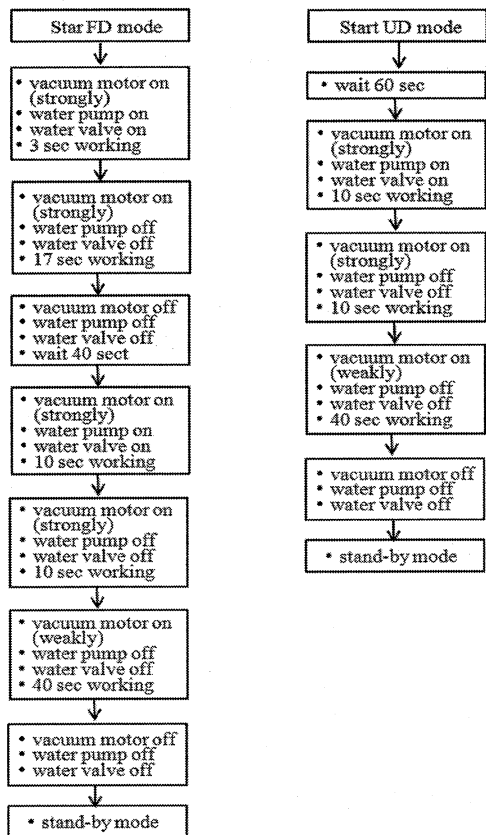 Star FD mode
• vacuum motor on
(strongly)
• water pump on
• water valve on
• 3 sec working
• vacuum motor on
(strongly)
• water pump off
• water valve off
• 17 sec working
• vacuum motor off
• water pump off
• water valve off
• wait 40 sect
• vacuum motor on
(strongly)
• water pump on
• water valve on
• 10 sec working
• vacuum motor on
(strongly)
• water pump off
• water valve off
• 10 sec working
• vacuum motor on
(weakly)
• water pump off
• water valve off
• 40 sec working
• vacuum motor off
• water pump off
• water valve off
• stand-by mode
Start UD mode
• wait 60 sec
• vacuum motor on
(strongly)
• water pump on
• water valve on
• 10 sec working
• vacuum motor on
(strongly)
• water pump off
• water valve off
• 10 sec working
• vacuum motor on
(weakly)
• water pump off
• water valve off
• 40 sec working
• vacuum motor off
• water pump off
• water valve off
• stand-by mode